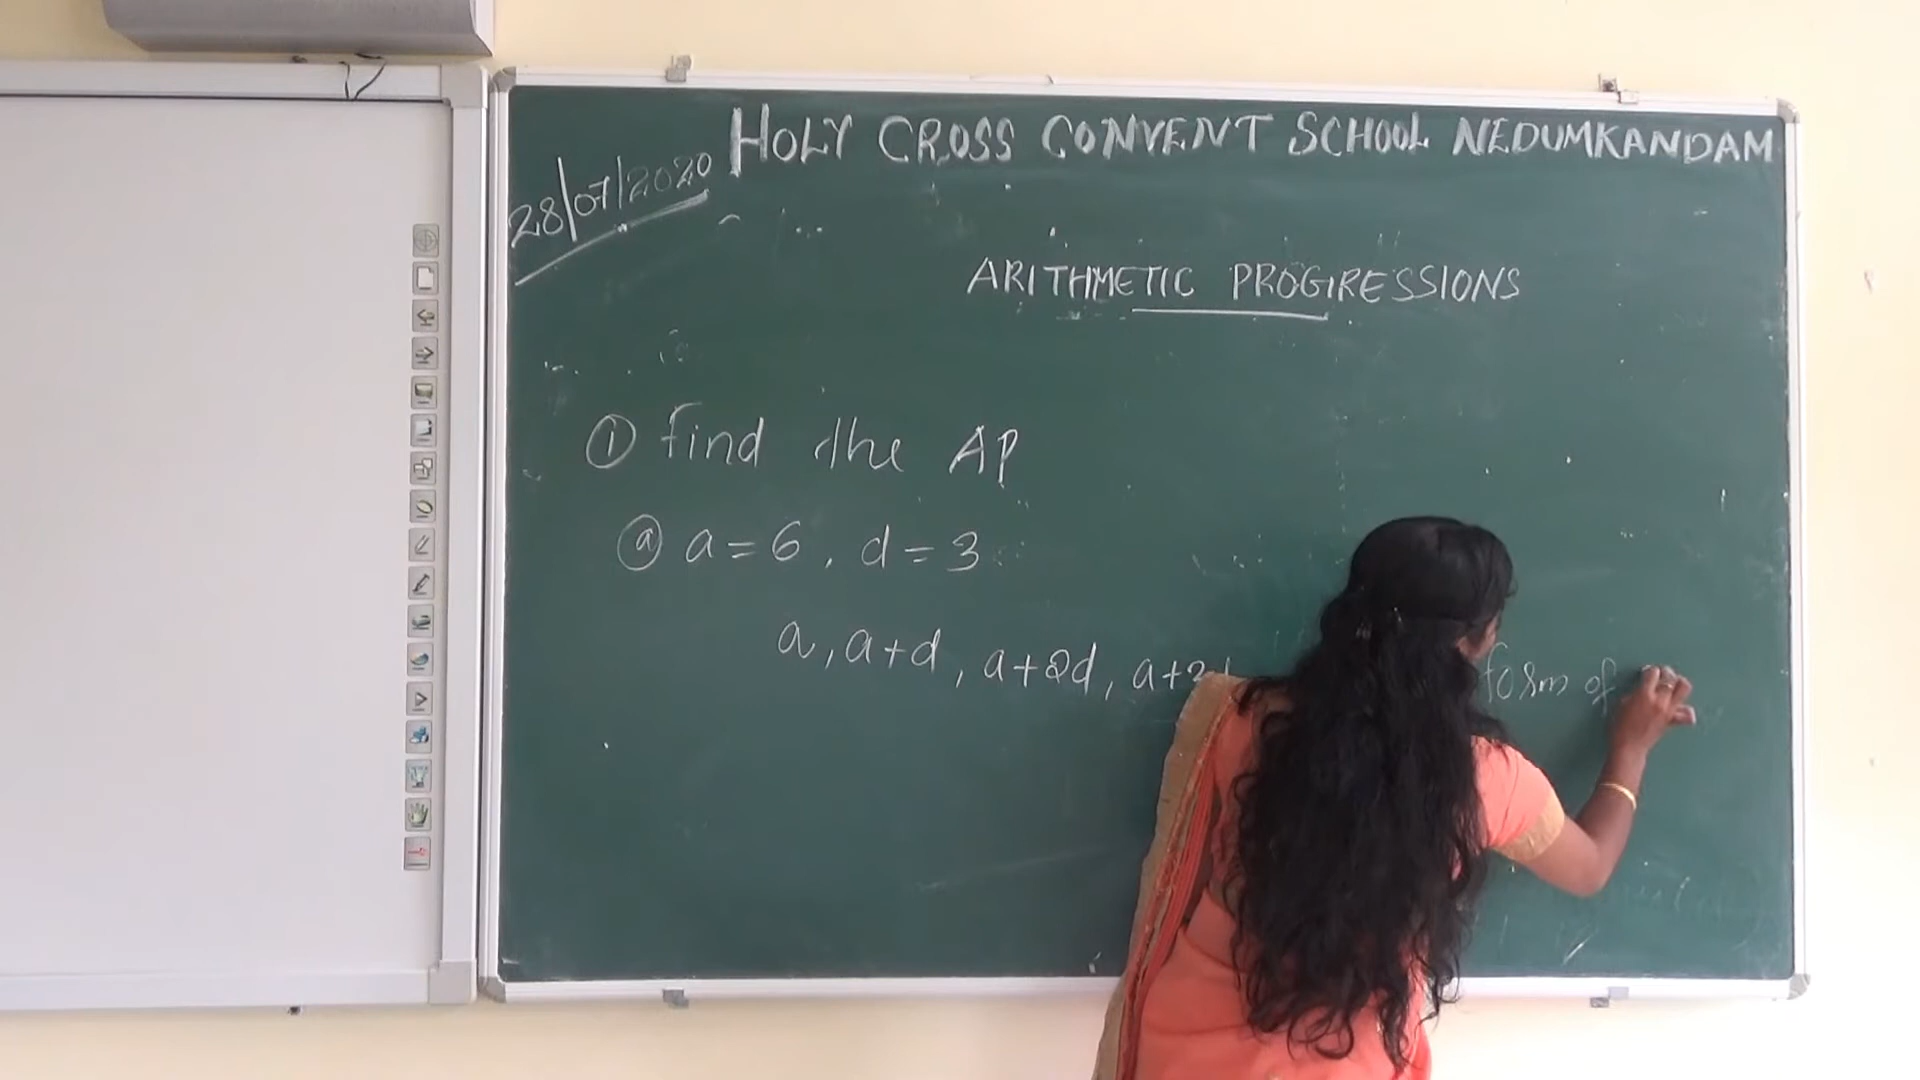 HOLY CROSS CONVENT SCHOOL NEDUMKANDAM
28/07/2020
ARITHMETIC PROGRESSIONS
① Find the AP
ⓐ a = 6, d = 3
a, a+d, a+2d, a+3d form of